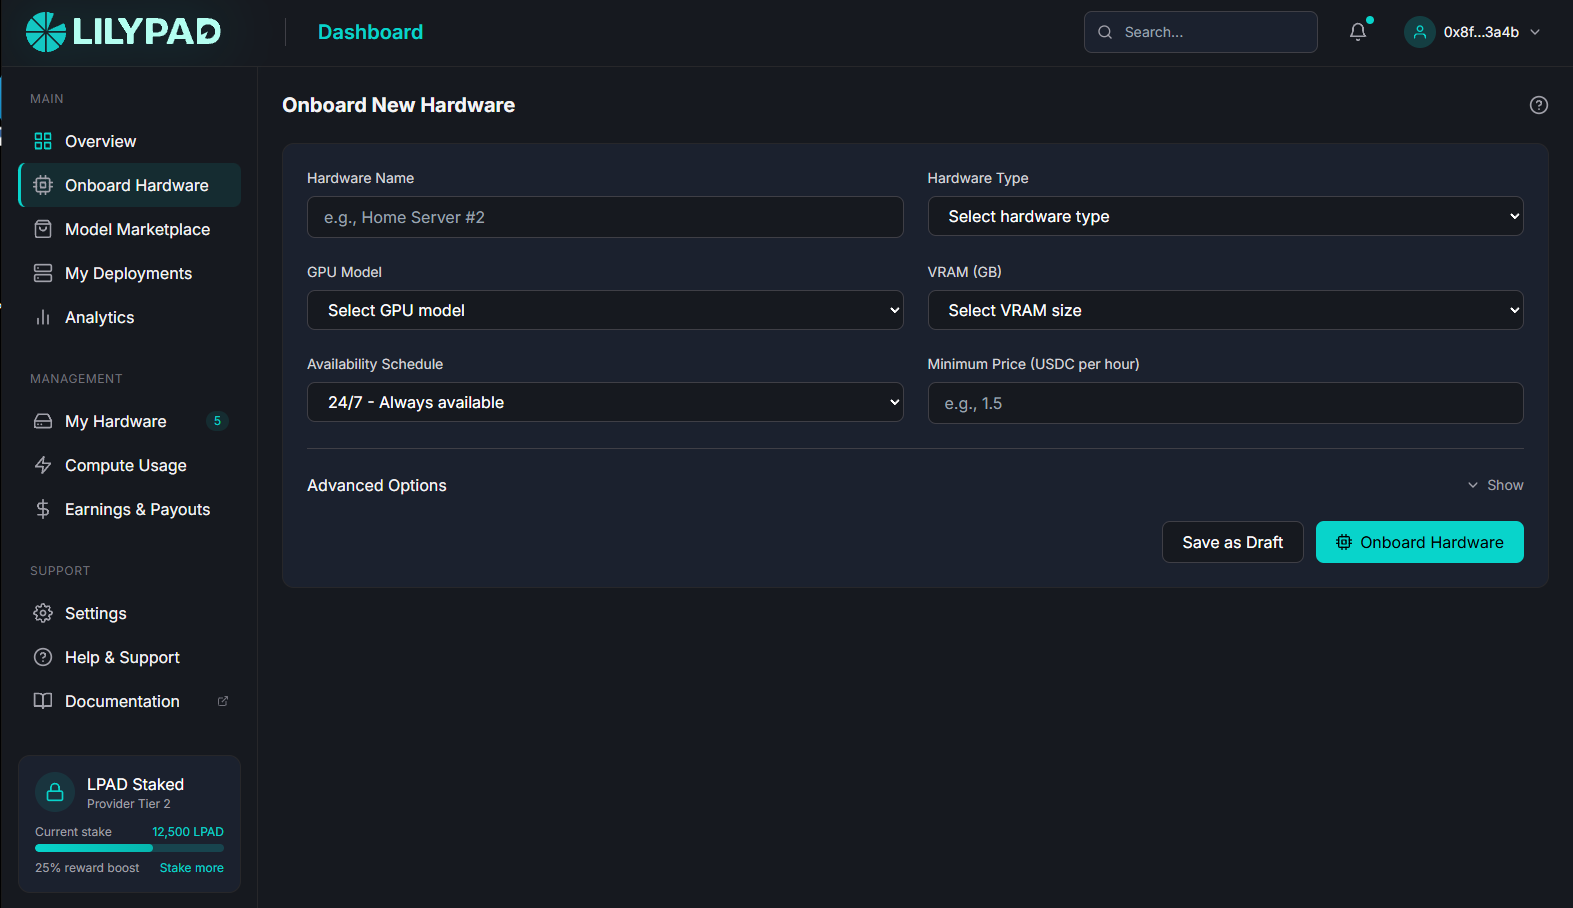 LILYPAD
Dashboard
Search...
0x8f...3a4b
MAIN
Overview
Onboard Hardware
Model Marketplace
My Deployments
Analytics
MANAGEMENT
My Hardware 5
Compute Usage
Earnings & Payouts
SUPPORT
Settings
Help & Support
Documentation
LPAD Staked
Provider Tier 2
Current stake 12,500 LPAD
25% reward boost Stake more
Onboard New Hardware
Hardware Name
e.g., Home Server #2
Hardware Type
Select hardware type
GPU Model
Select GPU model
VRAM (GB)
Select VRAM size
Availability Schedule
24/7 - Always available
Minimum Price (USDC per hour)
e.g., 1.5
Advanced Options
Show
Save as Draft
Onboard Hardware